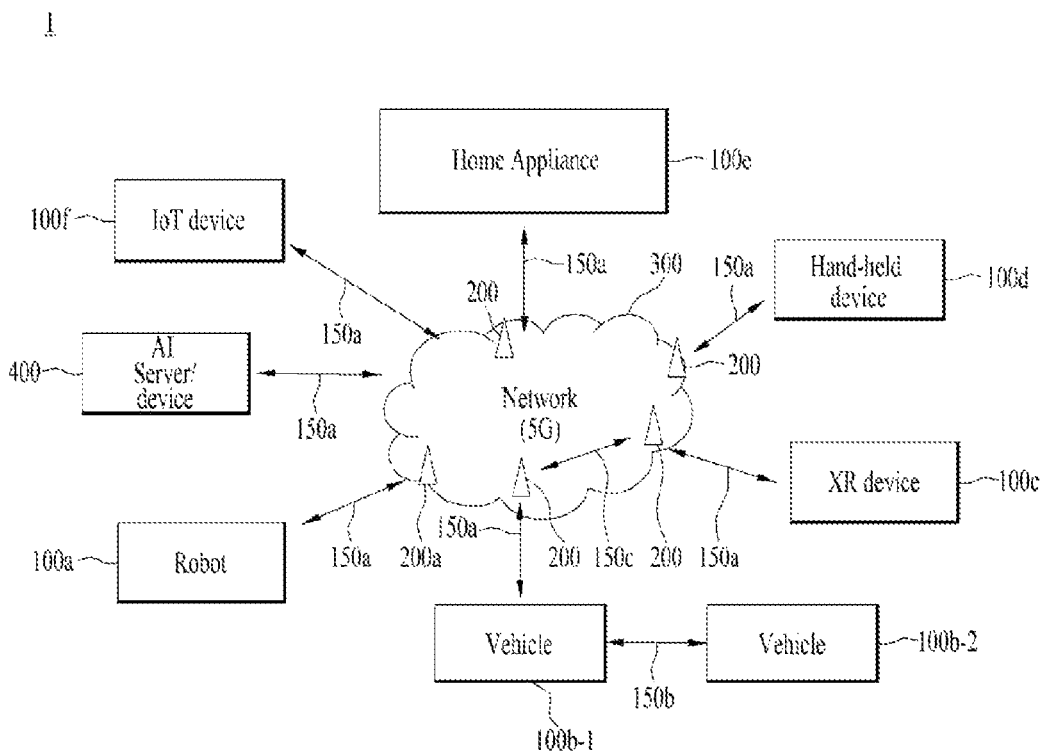 1
Home Appliance
100e
IoT device
100f
150a
300
150a
Hand-held
device
100d
200
150a
AI
Server/
device
400
200
150a
Network
(5G)
XR device
100c
150a
150a
200a
150a
200
150c
200
150a
Robot
100a
Vehicle
Vehicle
100b-2
150b
100b-1